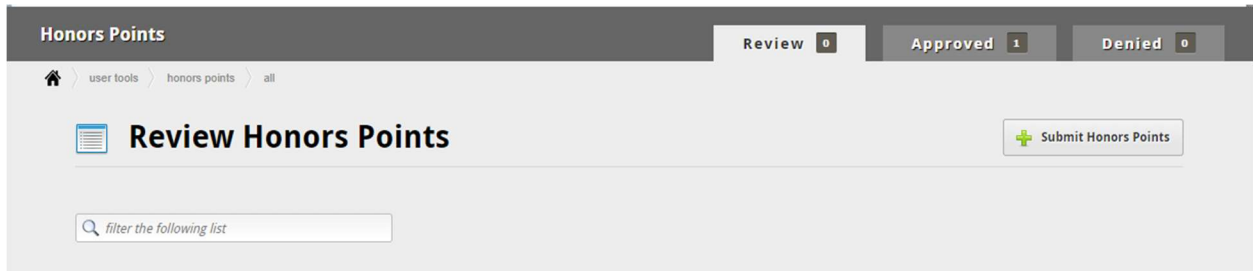 Honors Points
Review 0 Approved 1 Denied 0
user tools honors points all
Review Honors Points
Submit Honors Points
filter the following list